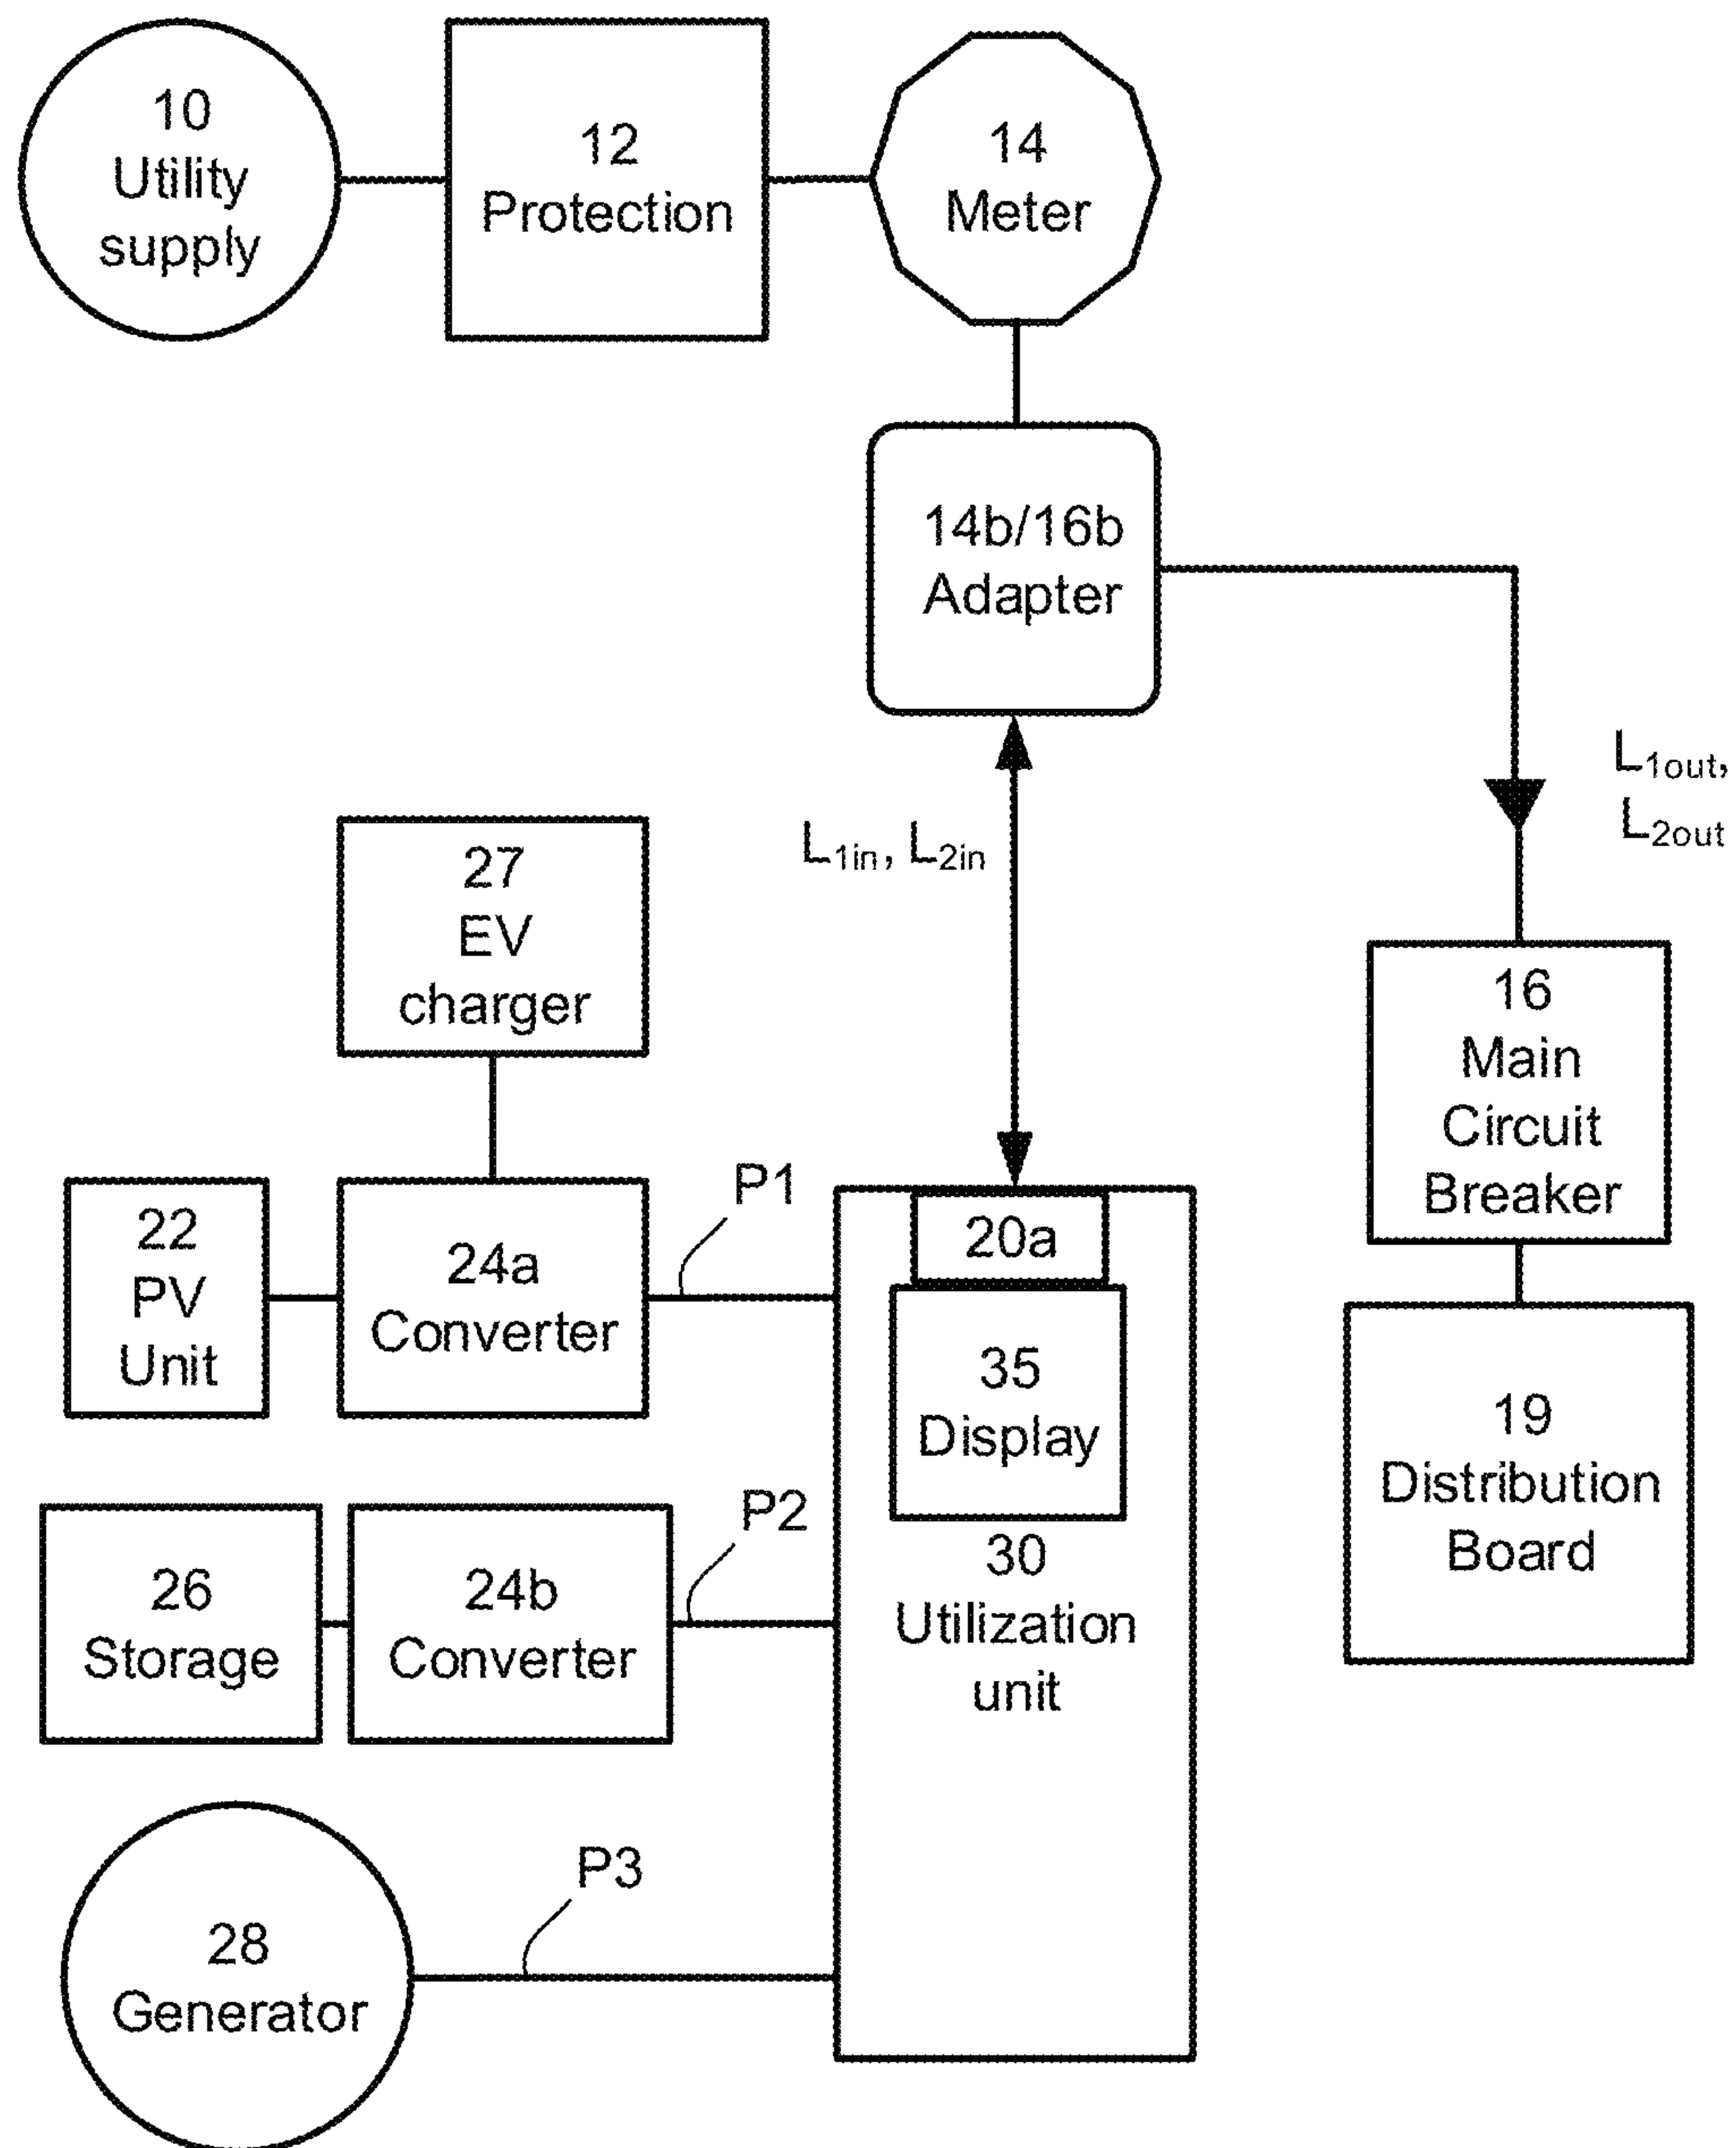 10
Utility
supply
12
Protection
14
Meter
14b/16b
Adapter
L1out,
L2out
L1in, L2in
27
EV
charger
16
Main
Circuit
Breaker
P1
20a
22
PV
Unit
24a
Converter
35
Display
19
Distribution
Board
P2
30
Utilization
unit
26
Storage
24b
Converter
P3
28
Generator